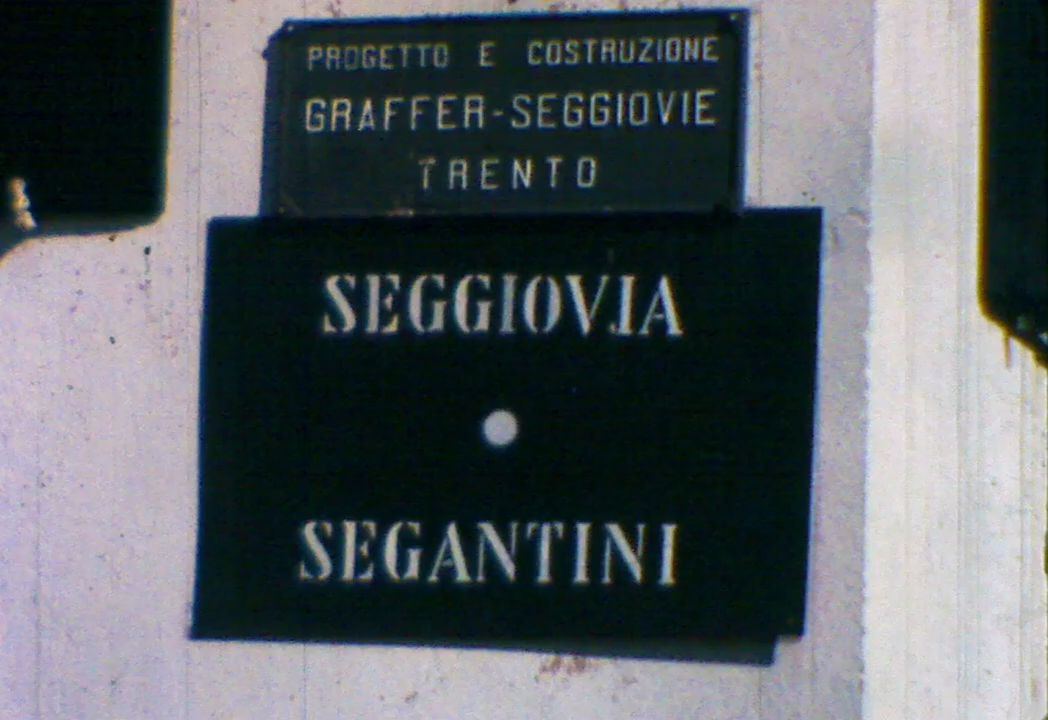 PROGETTO E COSTRUZIONE
GRAFFER-SEGGIOVIE
TRENTO
SEGGIOVIA
SEGANTINI